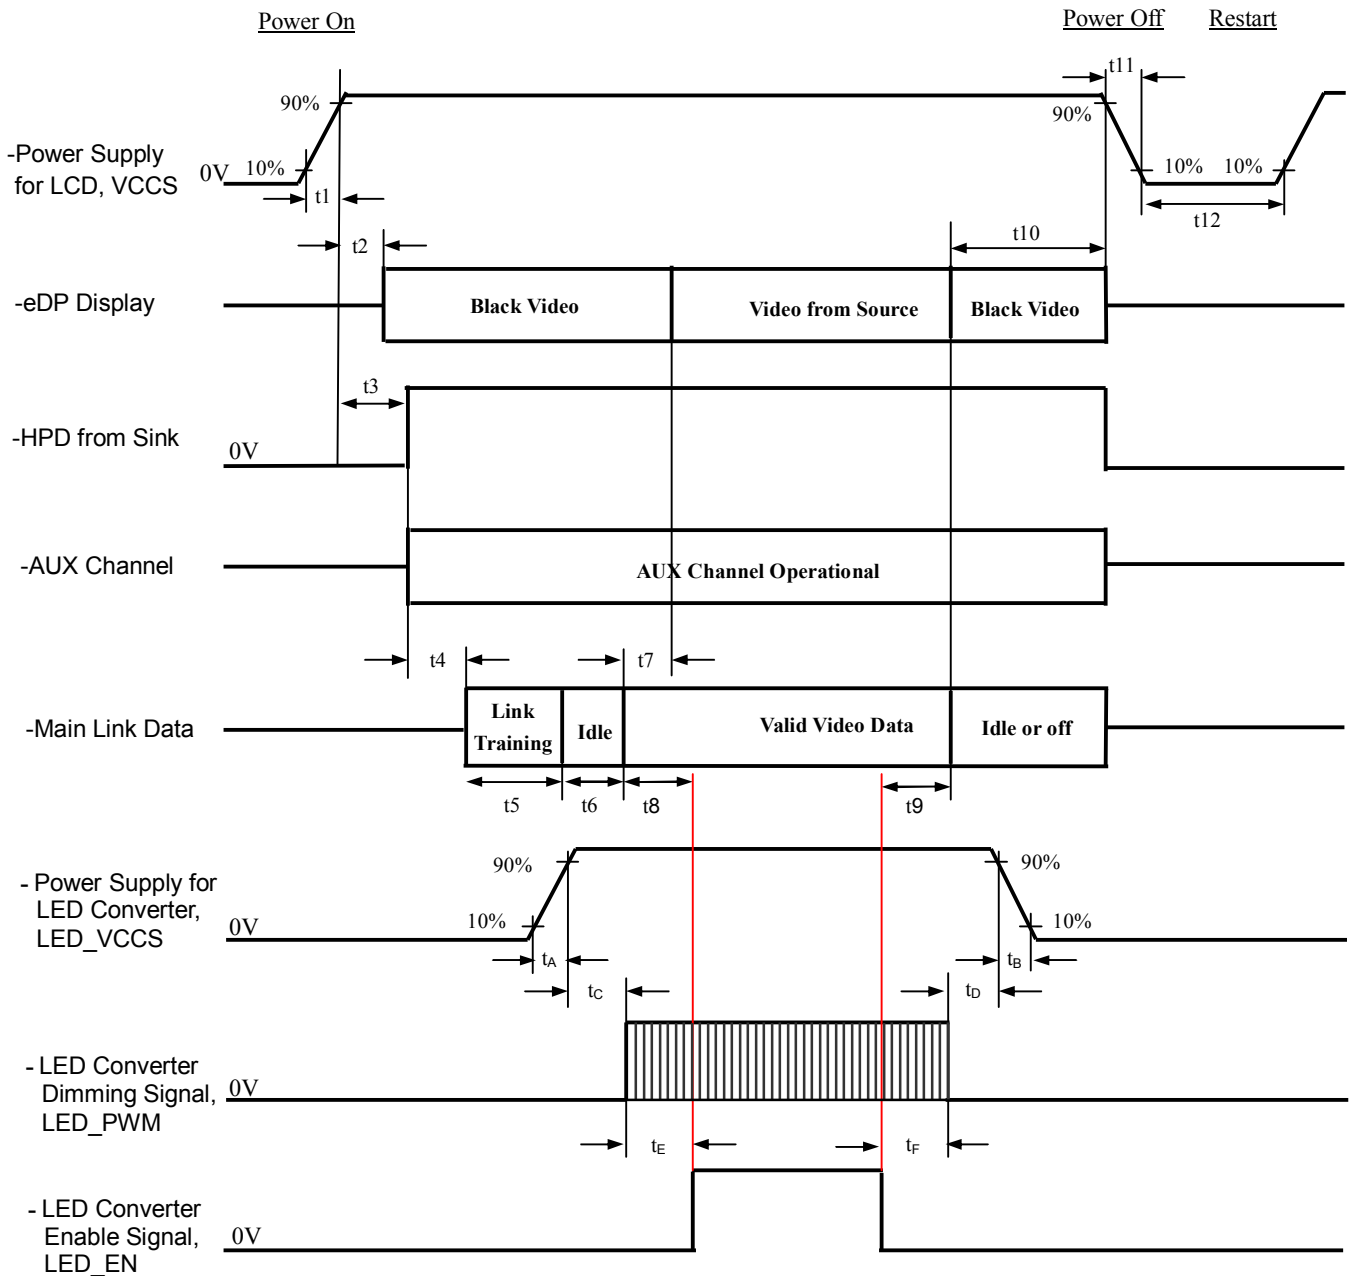 Power On
Power Off
Restart
t11
90%
90%
-Power Supply
for LCD, VCCS
0V
10%
10%
10%
t1
t12
t2
t10
-eDP Display
Black Video
Video from Source
Black Video
t3
-HPD from Sink
0V
-AUX Channel
AUX Channel Operational
t4
t7
-Main Link Data
Link
Training
Idle
Valid Video Data
Idle or off
t5
t6
t8
t9
90%
90%
- Power Supply for
LED Converter,
LED_VCCS
0V
10%
10%
tA
tB
tC
tD
- LED Converter
Dimming Signal,
LED_PWM
0V
tE
tF
- LED Converter
Enable Signal,
LED_EN
0V